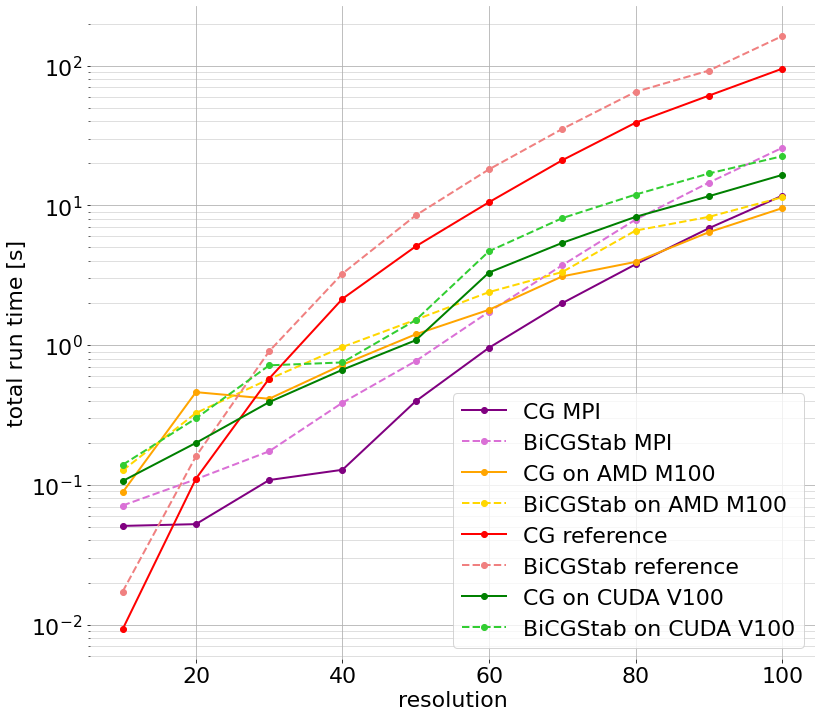 total run time [s]
10²
10¹
10⁰
10⁻¹
10⁻²
CG MPI
BiCGStab MPI
CG on AMD M100
BiCGStab on AMD M100
CG reference
BiCGStab reference
CG on CUDA V100
BiCGStab on CUDA V100
20 40 60 80 100
resolution